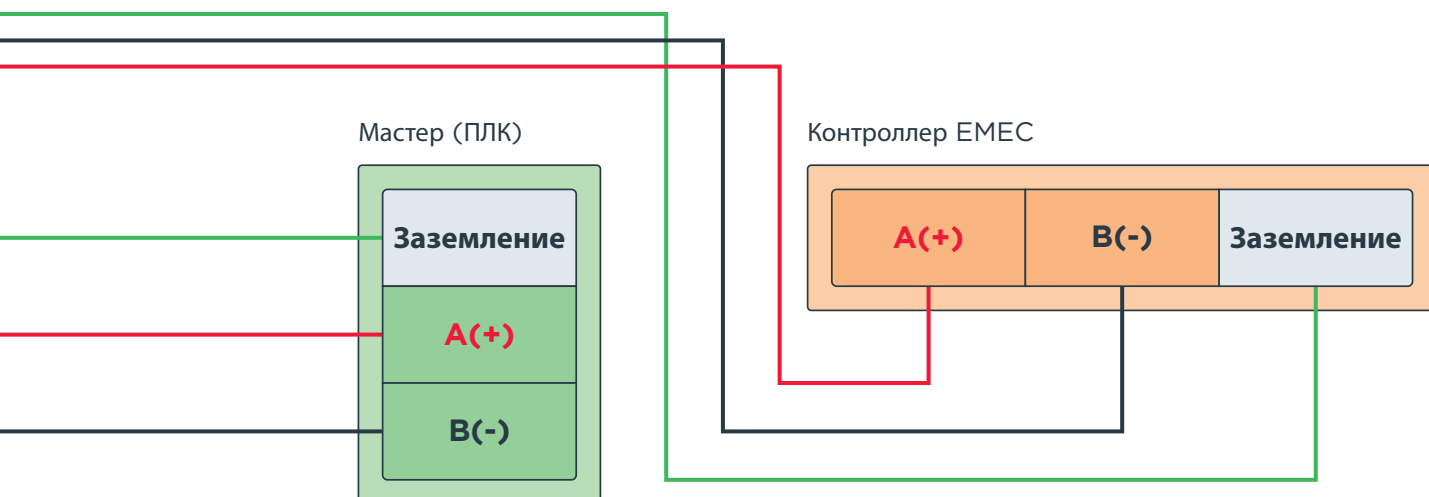 Мастер (ПЛК)
Заземление
A(+)
B(-)
Контроллер EMEC
A(+)
B(-)
Заземление